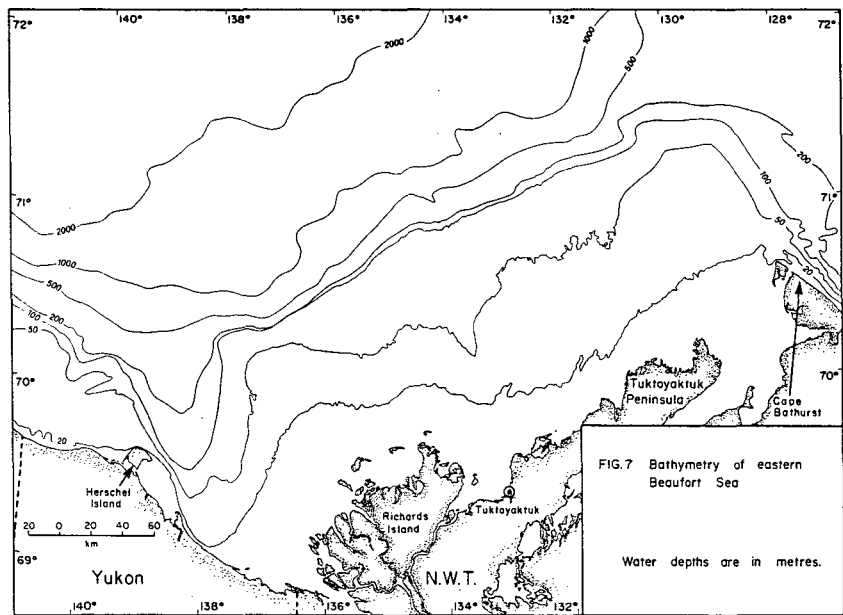 72°
140°
138°
136°
134°
132°
130°
128°
72°
2000
1000
500
200
71°
71°
100
50
20
2000
1000
500
200
100
50
70°
70°
Tuktoyaktuk
Peninsula
Cape
Bathurst
20
Herschel
Island
Richards
Island
Tuktoyaktuk
20 0 20 40 60
km
69°
Yukon
N.W.T.
140°
138°
136°
134°
132°
FIG. 7 Bathymetry of eastern
Beaufort Sea
Water depths are in metres.